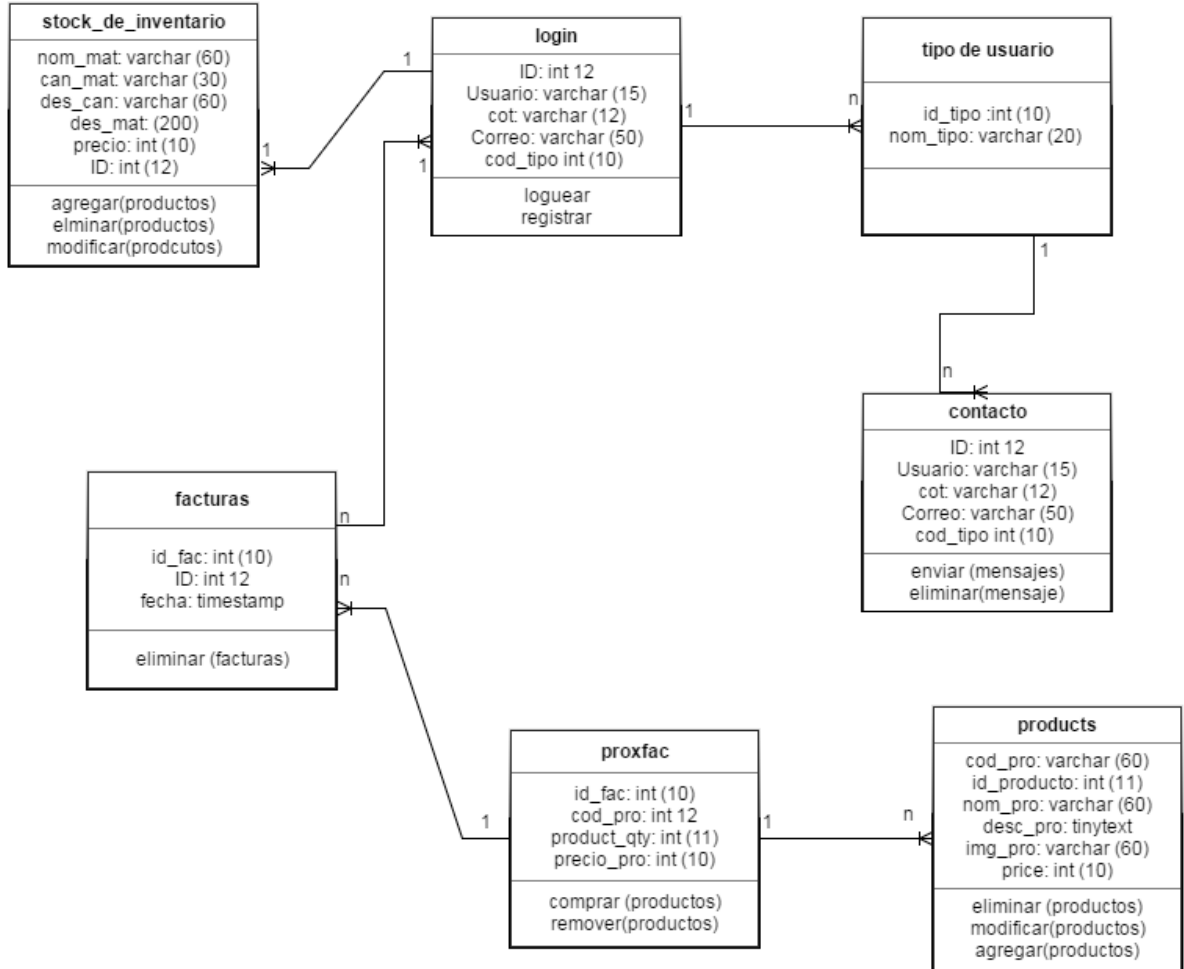 stock_de_inventario
nom_mat: varchar (60)
can_mat: varchar (30)
des_can: varchar (60)
des_mat: (200)
precio: int (10)
ID: int (12)
agregar(productos)
elminar(productos)
modificar(prodcutos)
1
1
login
ID: int 12
Usuario: varchar (15)
cot: varchar (12)
Correo: varchar (50)
cod_tipo int (10)
loguear
registrar
1
1
n
tipo de usuario
id_tipo :int (10)
nom_tipo: varchar (20)
1
n
contacto
ID: int 12
Usuario: varchar (15)
cot: varchar (12)
Correo: varchar (50)
cod_tipo int (10)
enviar (mensajes)
eliminar(mensaje)
facturas
id_fac: int (10)
ID: int 12
fecha: timestamp
eliminar (facturas)
n
n
1
proxfac
id_fac: int (10)
cod_pro: int 12
product_qty: int (11)
precio_pro: int (10)
comprar (productos)
remover(productos)
1
n
products
cod_pro: varchar (60)
id_producto: int (11)
nom_pro: varchar (60)
desc_pro: tinytext
img_pro: varchar (60)
price: int (10)
eliminar (productos)
modificar(productos)
agregar(productos)